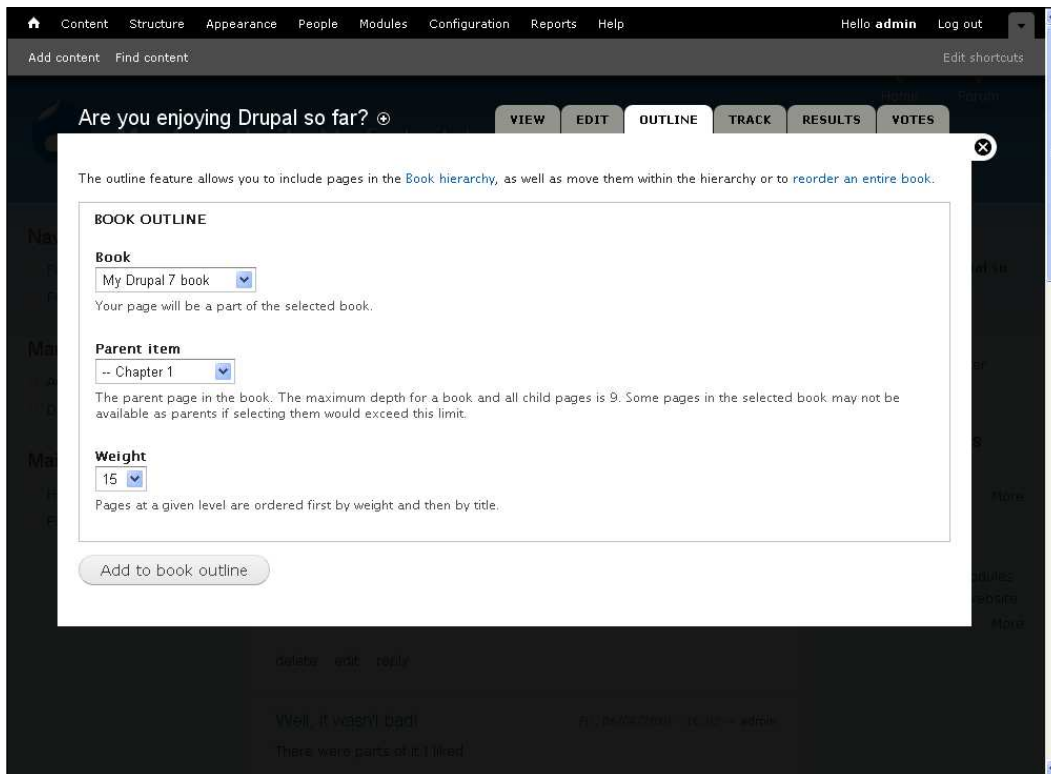 Content Structure Appearance People Modules Configuration Reports Help Hello admin Log out
Add content Find content Edit shortcuts
Home Forum
Are you enjoying Drupal so far?
VIEW EDIT OUTLINE TRACK RESULTS VOTES
The outline feature allows you to include pages in the Book hierarchy, as well as move them within the hierarchy or to reorder an entire book.
BOOK OUTLINE
Book
My Drupal 7 book
Your page will be a part of the selected book.
Parent item
-- Chapter 1
The parent page in the book. The maximum depth for a book and all child pages is 9. Some pages in the selected book may not be
available as parents if selecting them would exceed this limit.
Weight
15
Pages at a given level are ordered first by weight and then by title.
More
Add to book outline
More
delete edit reply
Well, it wasn't bad!
admin
There were parts of it I liked